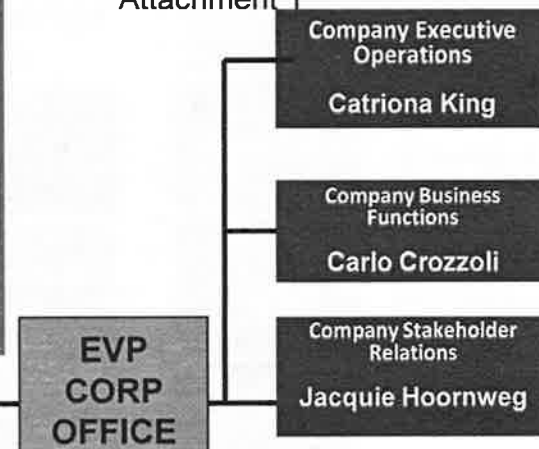 Attachment
Company Executive
Operations
Catriona King
Company Business
Functions
Carlo Crozzoli
Company Stakeholder
Relations
Jacquie Hoornweg
EVP
CORP
OFFICE